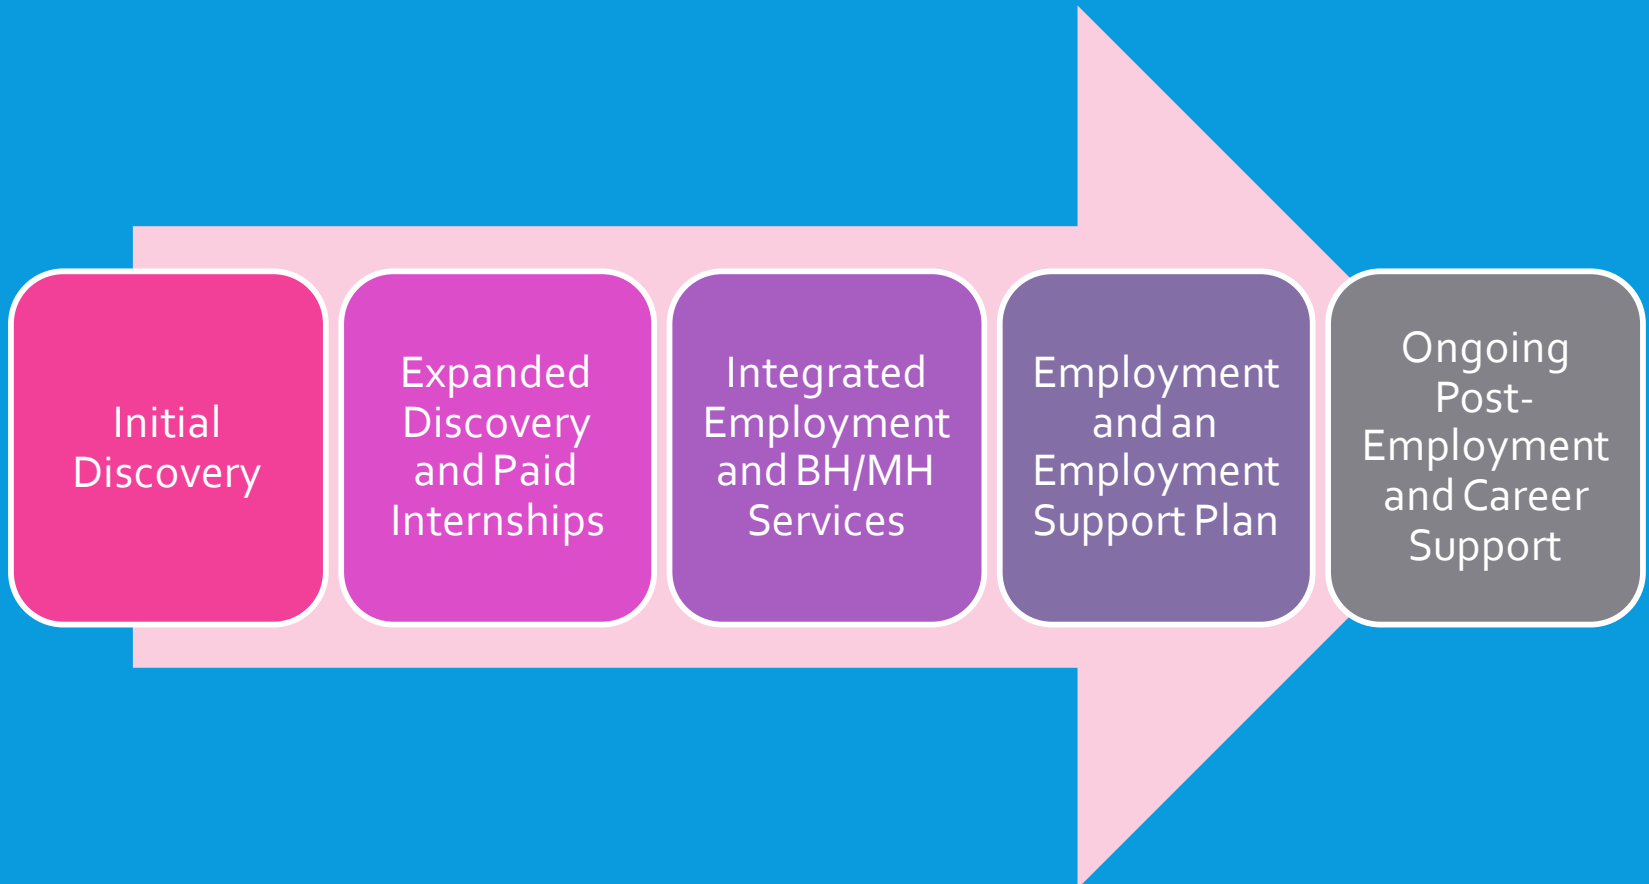 Initial
Discovery
Expanded
Discovery
and Paid
Internships
Integrated
Employment
and BH/MH
Services
Employment
and an
Employment
Support Plan
Ongoing
Post-
Employment
and Career
Support